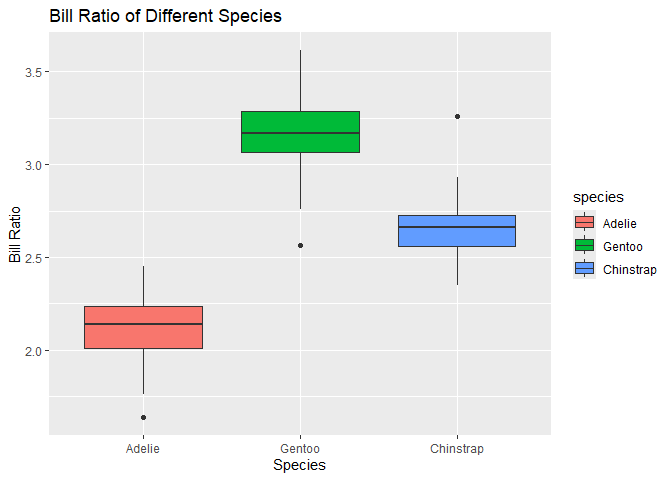 Bill Ratio of Different Species
Bill Ratio
3.5
3.0
2.5
2.0
Adelie
Gentoo
Chinstrap
Species
species
Adelie
Gentoo
Chinstrap